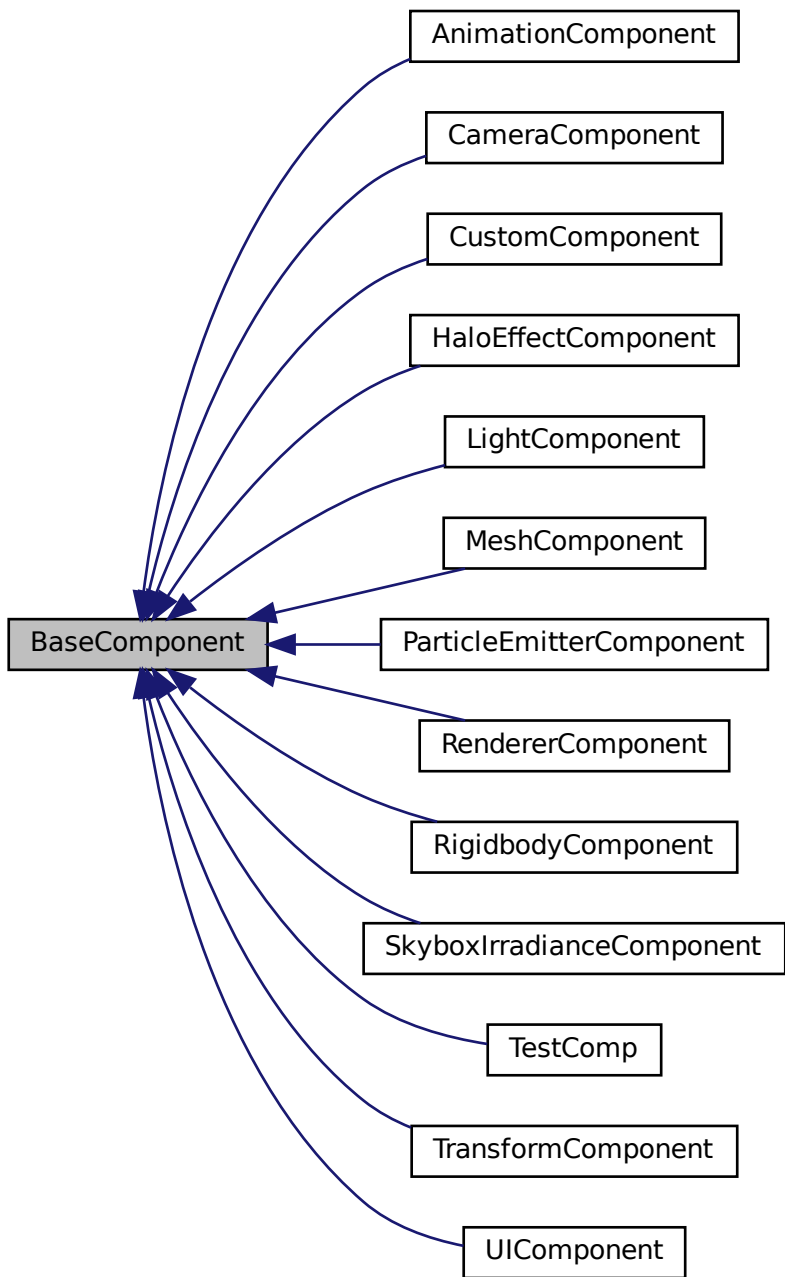 AnimationComponent
CameraComponent
CustomComponent
HaloEffectComponent
LightComponent
MeshComponent
BaseComponent
ParticleEmitterComponent
RendererComponent
RigidbodyComponent
SkyboxIrradianceComponent
TestComp
TransformComponent
UIComponent